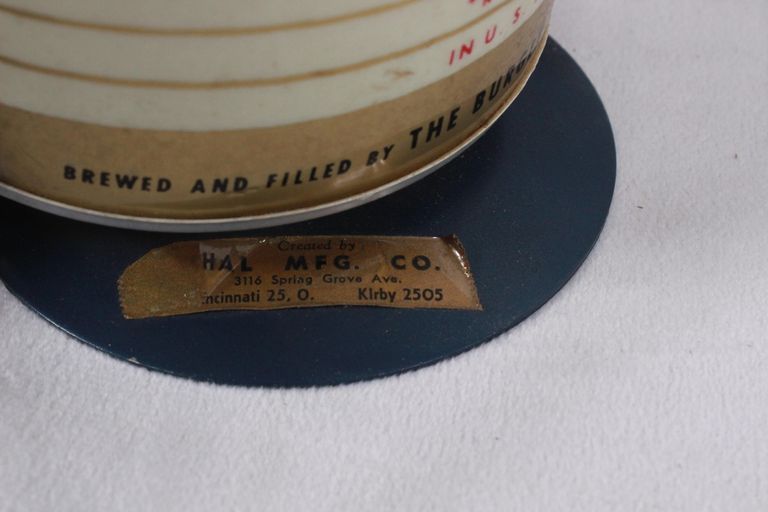 IN U. S.
BREWED AND FILLED BY THE
Created by
HAL MFG. CO.
3116 Spring Grove Ave.
ncinnati 25, O. KIrby 2505